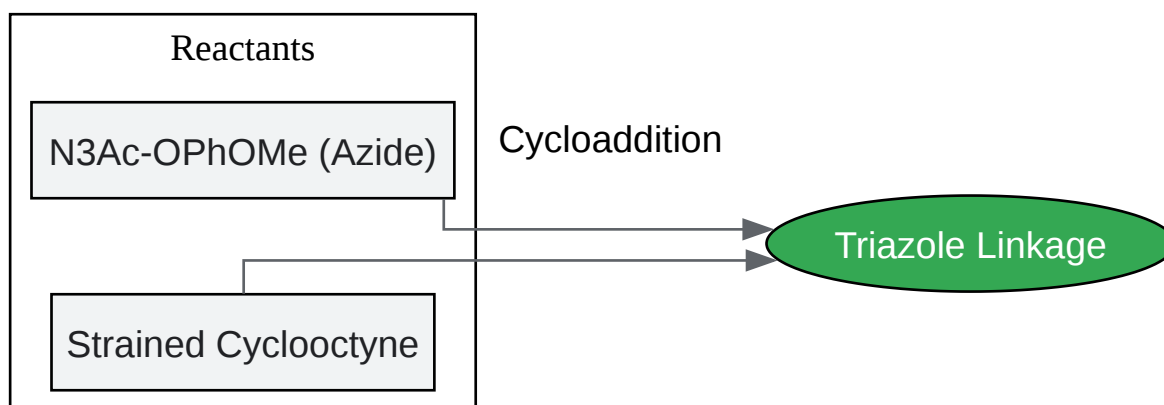 Reactants
N3Ac-OPhOMe (Azide)
Cycloaddition
Triazole Linkage
Strained Cyclooctyne